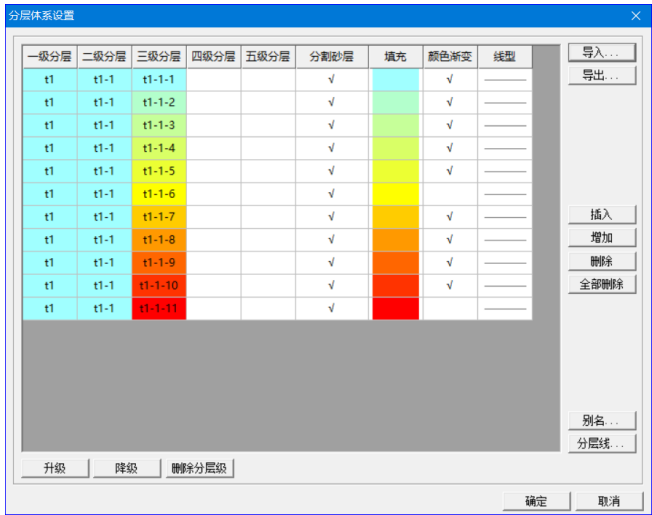 分层体系设置
一级分层 二级分层 三级分层 四级分层 五级分层 分割砂层 填充 颜色渐变 线型
t1 t1-1 t1-1-1 √ √
t1 t1-1 t1-1-2 √ √
t1 t1-1 t1-1-3 √ √
t1 t1-1 t1-1-4 √ √
t1 t1-1 t1-1-5 √ √
t1 t1-1 t1-1-6 √
t1 t1-1 t1-1-7 √ √
t1 t1-1 t1-1-8 √ √
t1 t1-1 t1-1-9 √ √
t1 t1-1 t1-1-10 √ √
t1 t1-1 t1-1-11 √
导入...
导出...
插入
增加
删除
全部删除
别名...
分层线...
升级 降级 删除分层级
确定 取消